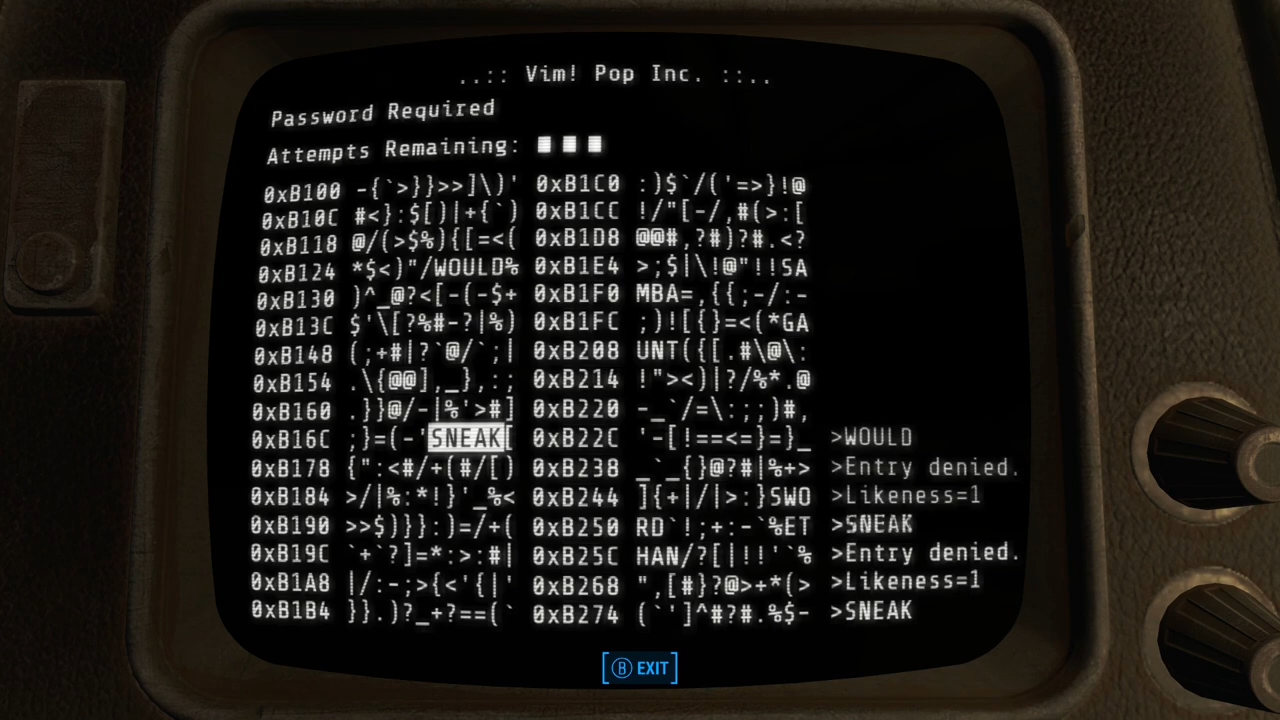 ..:: Vim! Pop Inc. ::..
Password Required
Attempts Remaining: ■ ■ ■
0xB100 -{`>}}>>]\)' 0xB1C0 :)$`/('=>}!@
0xB10C #<}:$[)|+{`) 0xB1CC !/"[-/,#(>:[
0xB118 @/(>$%){[=<( 0xB1D8 @@#,?#)?#.<?
0xB124 *$<)"/WOULD% 0xB1E4 >;$|\!@"!!SA
0xB130 )^_@?<[-(-$+ 0xB1F0 MBA=,{{;-/:-
0xB13C $'\[?%#-?|%) 0xB1FC ;)![{}=<(*GA
0xB148 (;+#|?`@/`;| 0xB208 UNT({[.#\@\:
0xB154 .\{@@],_},:; 0xB214 !"><)|?/%*.@
0xB160 .}}@/-|%'>#] 0xB220 -_`/=\:;;)#,
0xB16C ;}=(-'SNEAK[ 0xB22C '-[!==<=}=}_ >WOULD
0xB178 {":<#/+(#/[) 0xB238 _`_{}@?#|%+> >Entry denied.
0xB184 >/|%:*!}'_%< 0xB244 ]{+|/|>:}SWO >Likeness=1
0xB190 >>$)}}:)=/+( 0xB250 RD`!;+:-`%ET >SNEAK
0xB19C `+`?]=*:>:#| 0xB25C HAN/?[|!!'`% >Entry denied.
0xB1A8 |/:-;>{<'{|' 0xB268 ",[#}?@>+*(> >Likeness=1
0xB1B4 }}.)?_+?==(` 0xB274 (`']^#?#.%$- >SNEAK
Ⓑ EXIT